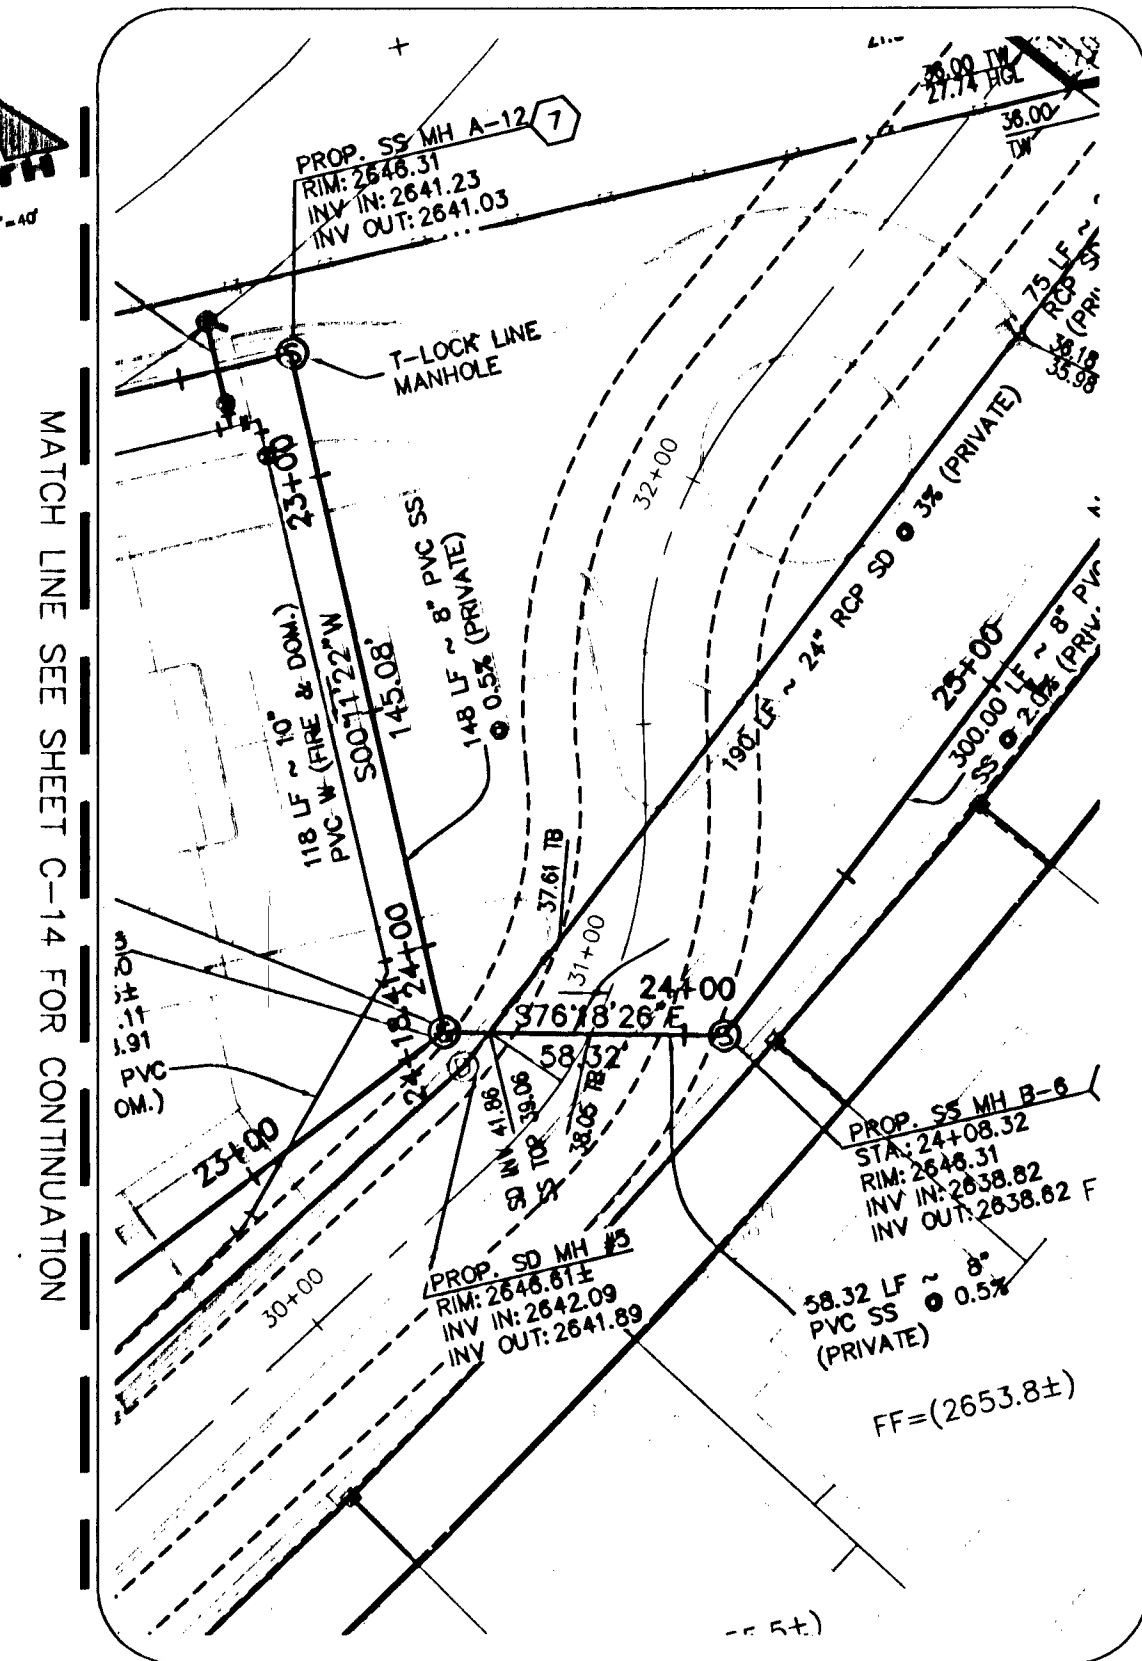 1"=40'
MATCH LINE SEE SHEET C-14 FOR CONTINUATION
PROP. SS MH A-12
7
RIM: 2646.31
INV IN: 2641.23
INV OUT: 2641.03
36.00 TW
27.74 HGL
36.00
TW
T-LOCK LINE
MANHOLE
75 LF ~
RCP
36.18
35.98
32+00
190 LF ~ 24" RCP SD @ 3% (PRIVATE)
23+00
148 LF ~ 8" PVC SS
@ 0.5% (PRIVATE)
S00°11'22"W
145.08'
118 LF ~ 10"
PVC W (FIRE & DOM.)
25+00
300.00' LF ~ 8" PVC
SS @ 2.0%
37.61 TB
31+00
24+00
24+18.41
24+00
S76°18'26"E
58.32'
.11
.91
PVC
OM.)
23+00
SD INV 41.86
SS TOP 39.06
38.05 TB
PROP. SS MH B-6
STA: 24+08.32
RIM: 2646.31
INV IN: 2638.82
INV OUT: 2638.62
F
PROP. SD MH #5
RIM: 2646.61±
INV IN: 2642.09
INV OUT: 2641.89
30+00
58.32 LF ~ 8"
PVC SS @ 0.5%
(PRIVATE)
FF=(2653.8±)